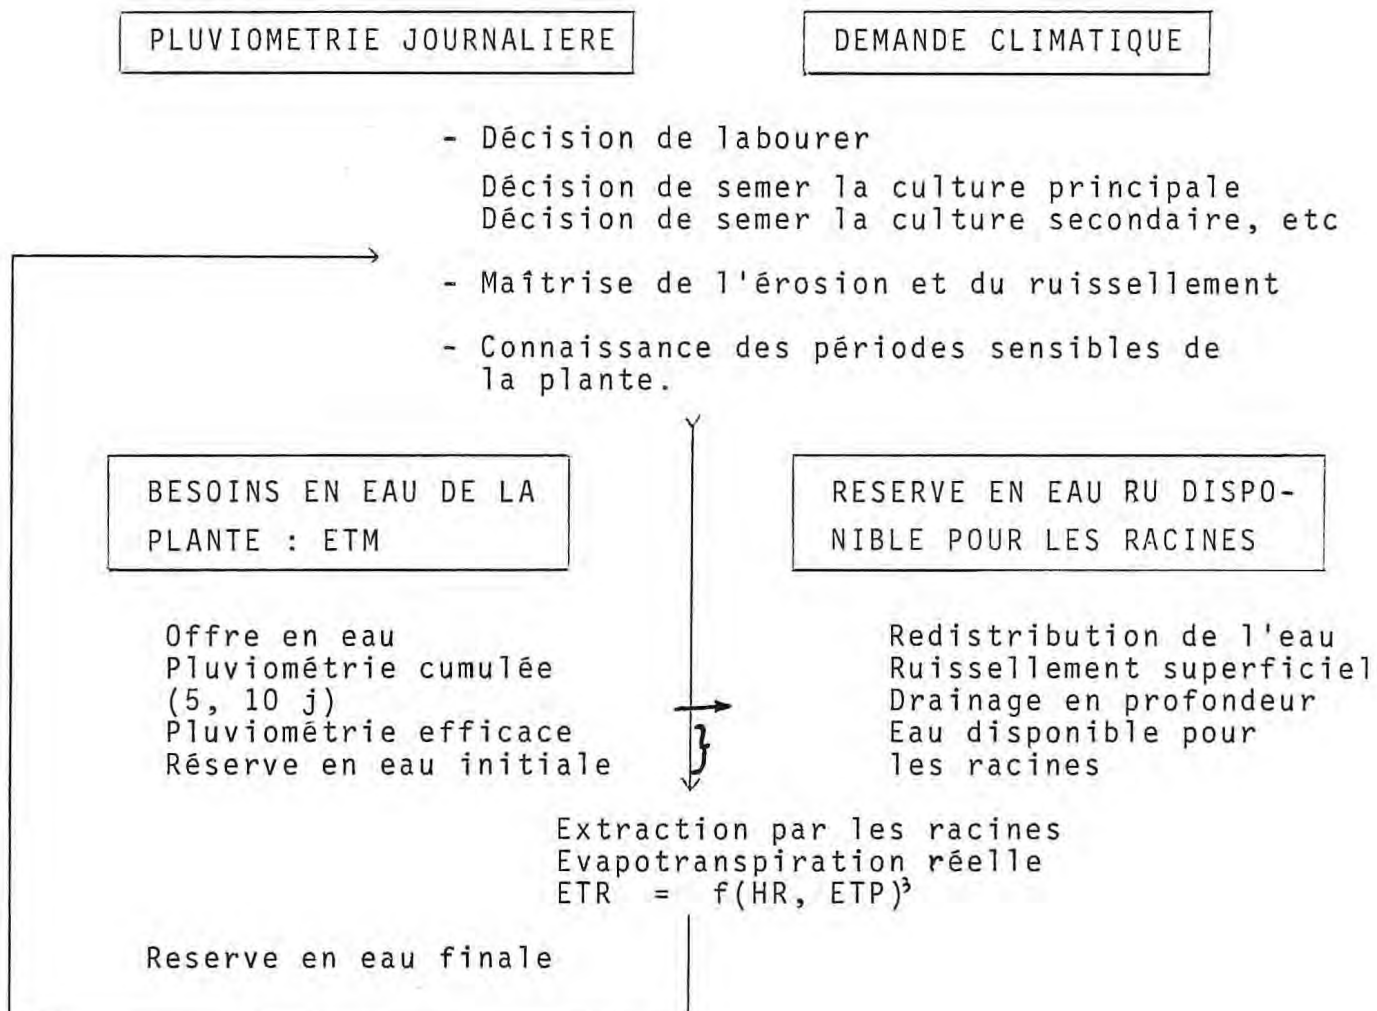 PLUVIOMETRIE JOURNALIERE
DEMANDE CLIMATIQUE
- Décision de labourer
Décision de semer la culture principale
Décision de semer la culture secondaire, etc
- Maîtrise de l'érosion et du ruissellement
- Connaissance des périodes sensibles de
la plante.
BESOINS EN EAU DE LA
PLANTE : ETM
RESERVE EN EAU RU DISPO-
NIBLE POUR LES RACINES
Offre en eau
Pluviométrie cumulée
(5, 10 j)
Pluviométrie efficace
Réserve en eau initiale
Redistribution de l'eau
Ruissellement superficiel
Drainage en profondeur
Eau disponible pour
les racines
Extraction par les racines
Evapotranspiration réelle
ETR = f(HR, ETP)³
Reserve en eau finale